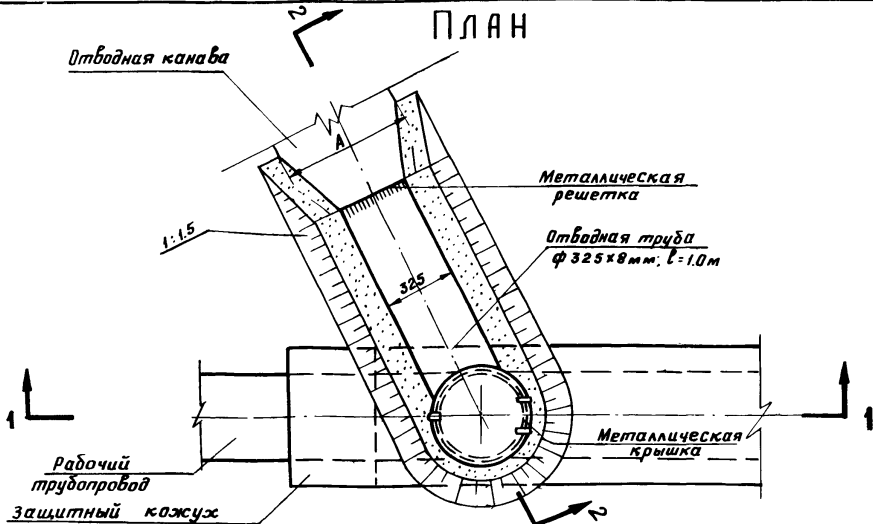 ПЛАН
2
Отводная канава
А
Металлическая
решетка
1:1.5
Отводная труба
ф 325×8мм; ℓ=1.0м
325
1
1
Металлическая
крышка
Рабочий
трубопровод
Защитный кожух
2